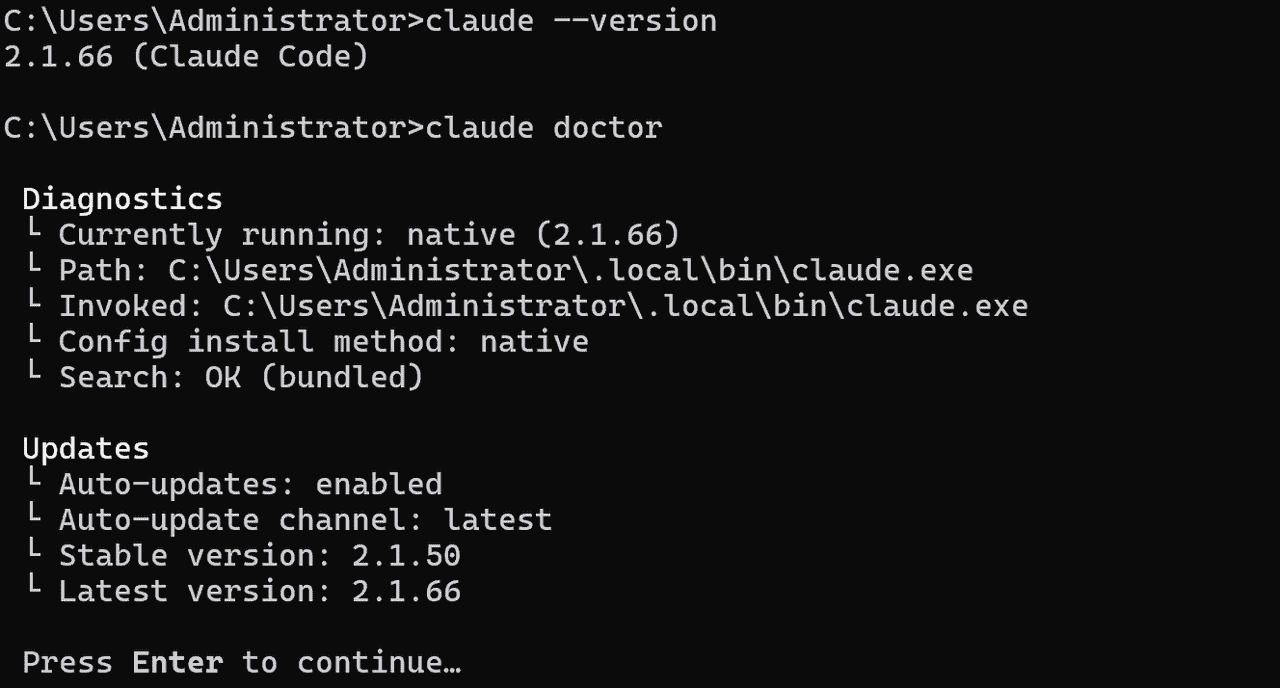 C:\Users\Administrator>claude --version
2.1.66 (Claude Code)
C:\Users\Administrator>claude doctor
Diagnostics
└ Currently running: native (2.1.66)
└ Path: C:\Users\Administrator\.local\bin\claude.exe
└ Invoked: C:\Users\Administrator\.local\bin\claude.exe
└ Config install method: native
└ Search: OK (bundled)
Updates
└ Auto-updates: enabled
└ Auto-update channel: latest
└ Stable version: 2.1.50
└ Latest version: 2.1.66
Press Enter to continue…